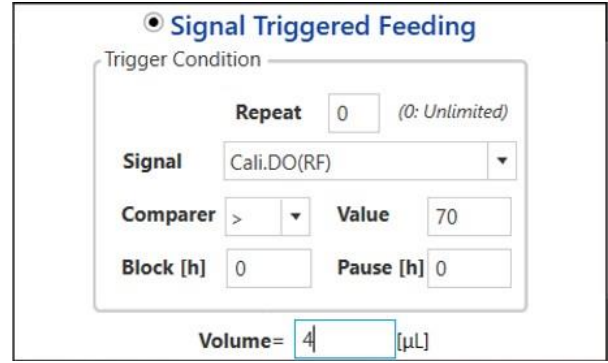 Signal Triggered Feeding
Trigger Condition
Repeat 0 (0: Unlimited)
Signal Cali.DO(RF)
Comparer > Value 70
Block [h] 0 Pause [h] 0
Volume= 4 [µL]